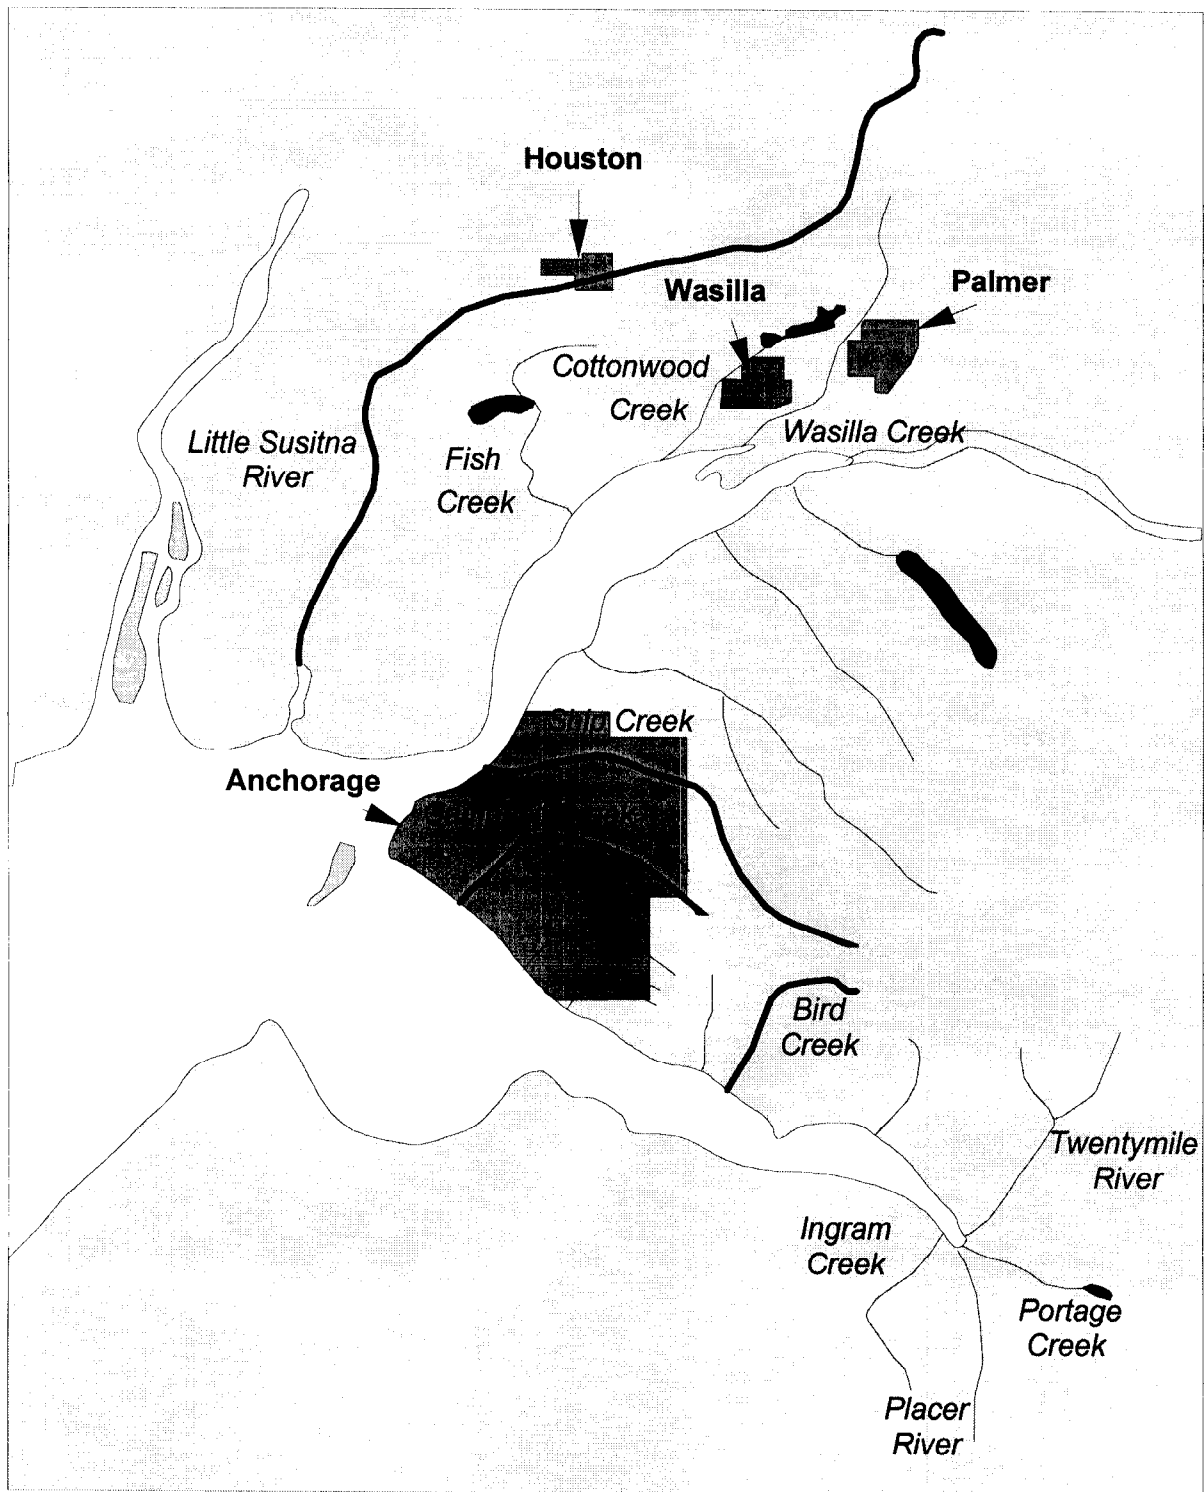 Houston
Wasilla
Palmer
Cottonwood
Creek
Little Susitna
River
Fish
Creek
Wasilla Creek
Ship Creek
Anchorage
Bird
Creek
Twentymile
River
Ingram
Creek
Portage
Creek
Placer
River